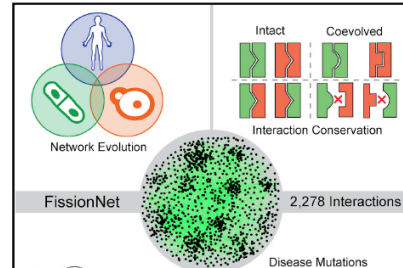 Intact
Coevolved
Network Evolution
Interaction Conservation
FissionNet
2,278 Interactions
Disease Mutations